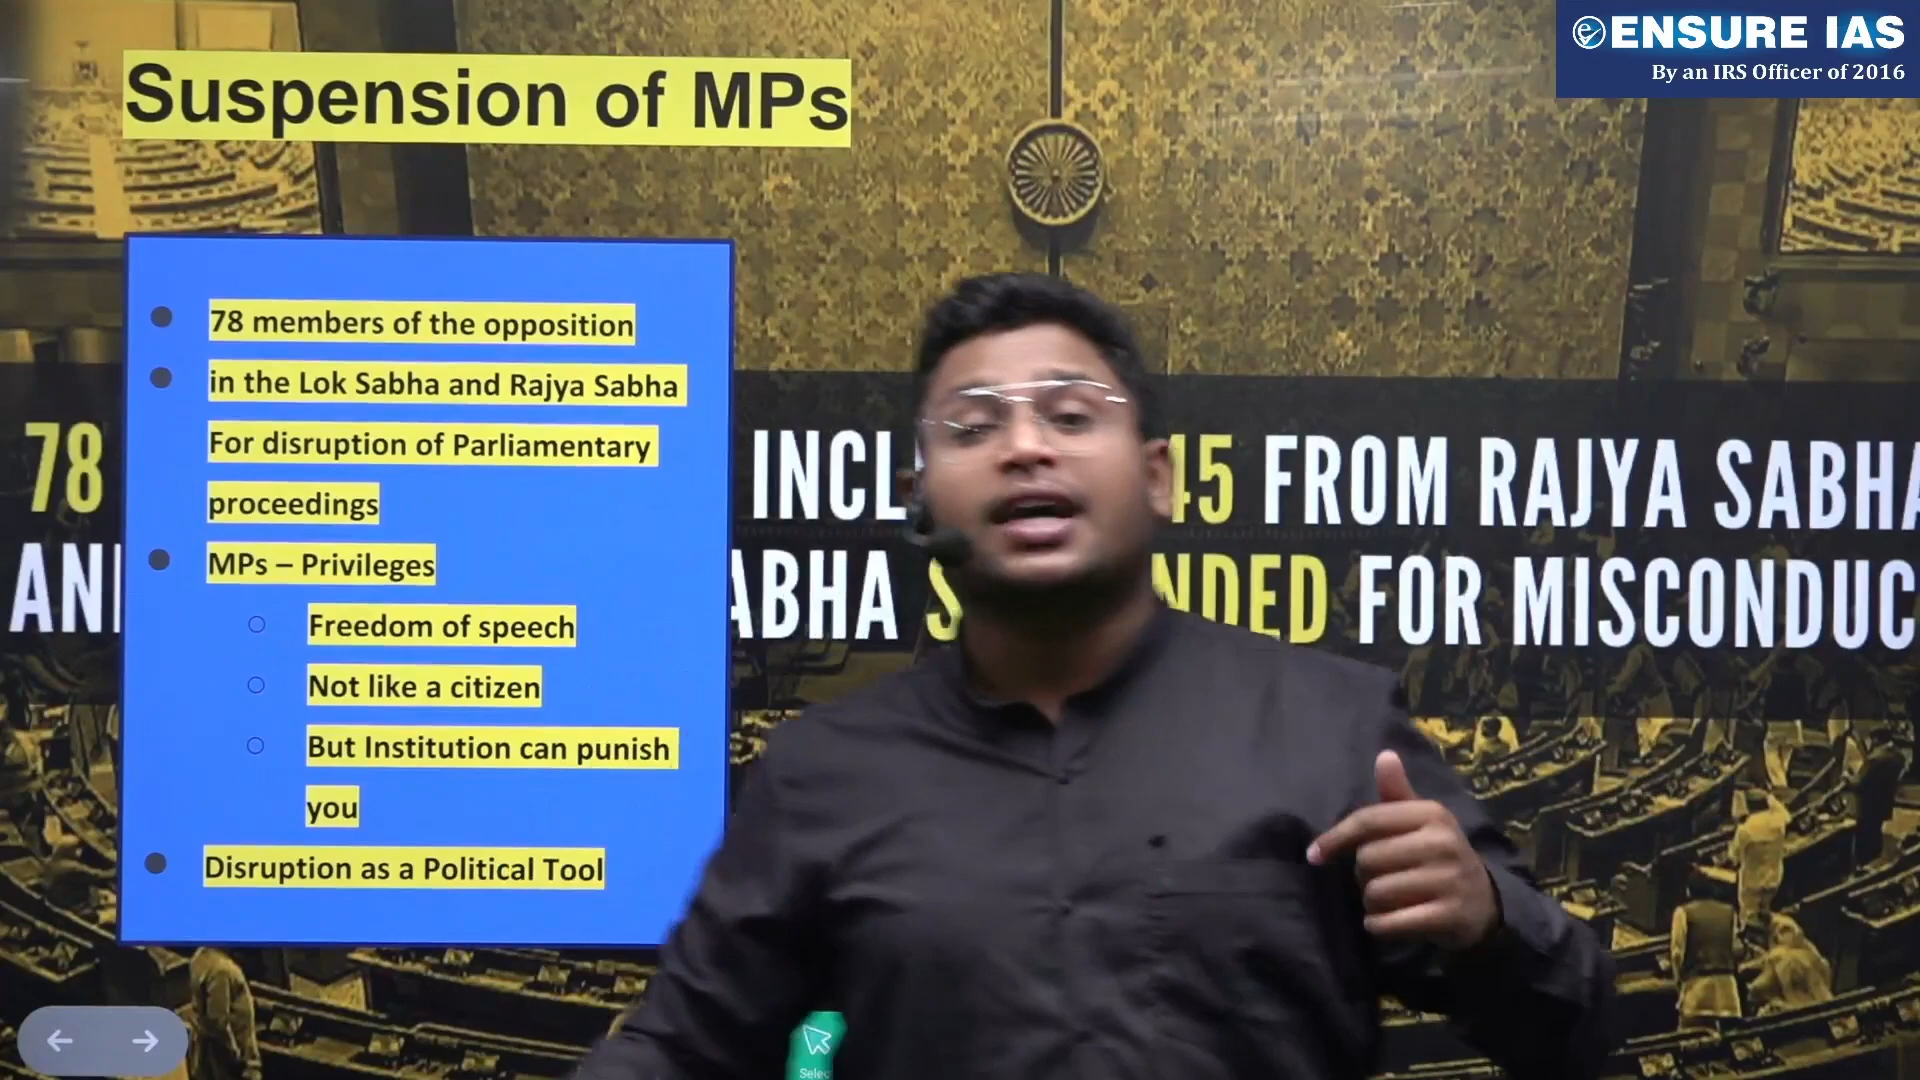 ENSURE IAS
By an IRS Officer of 2016
Suspension of MPs
78 members of the opposition
in the Lok Sabha and Rajya Sabha
For disruption of Parliamentary
proceedings
MPs – Privileges
Freedom of speech
Not like a citizen
But Institution can punish
you
Disruption as a Political Tool
78 INCL 45 FROM RAJYA SABHA
AN ABHA S NDED FOR MISCONDUC
Selec